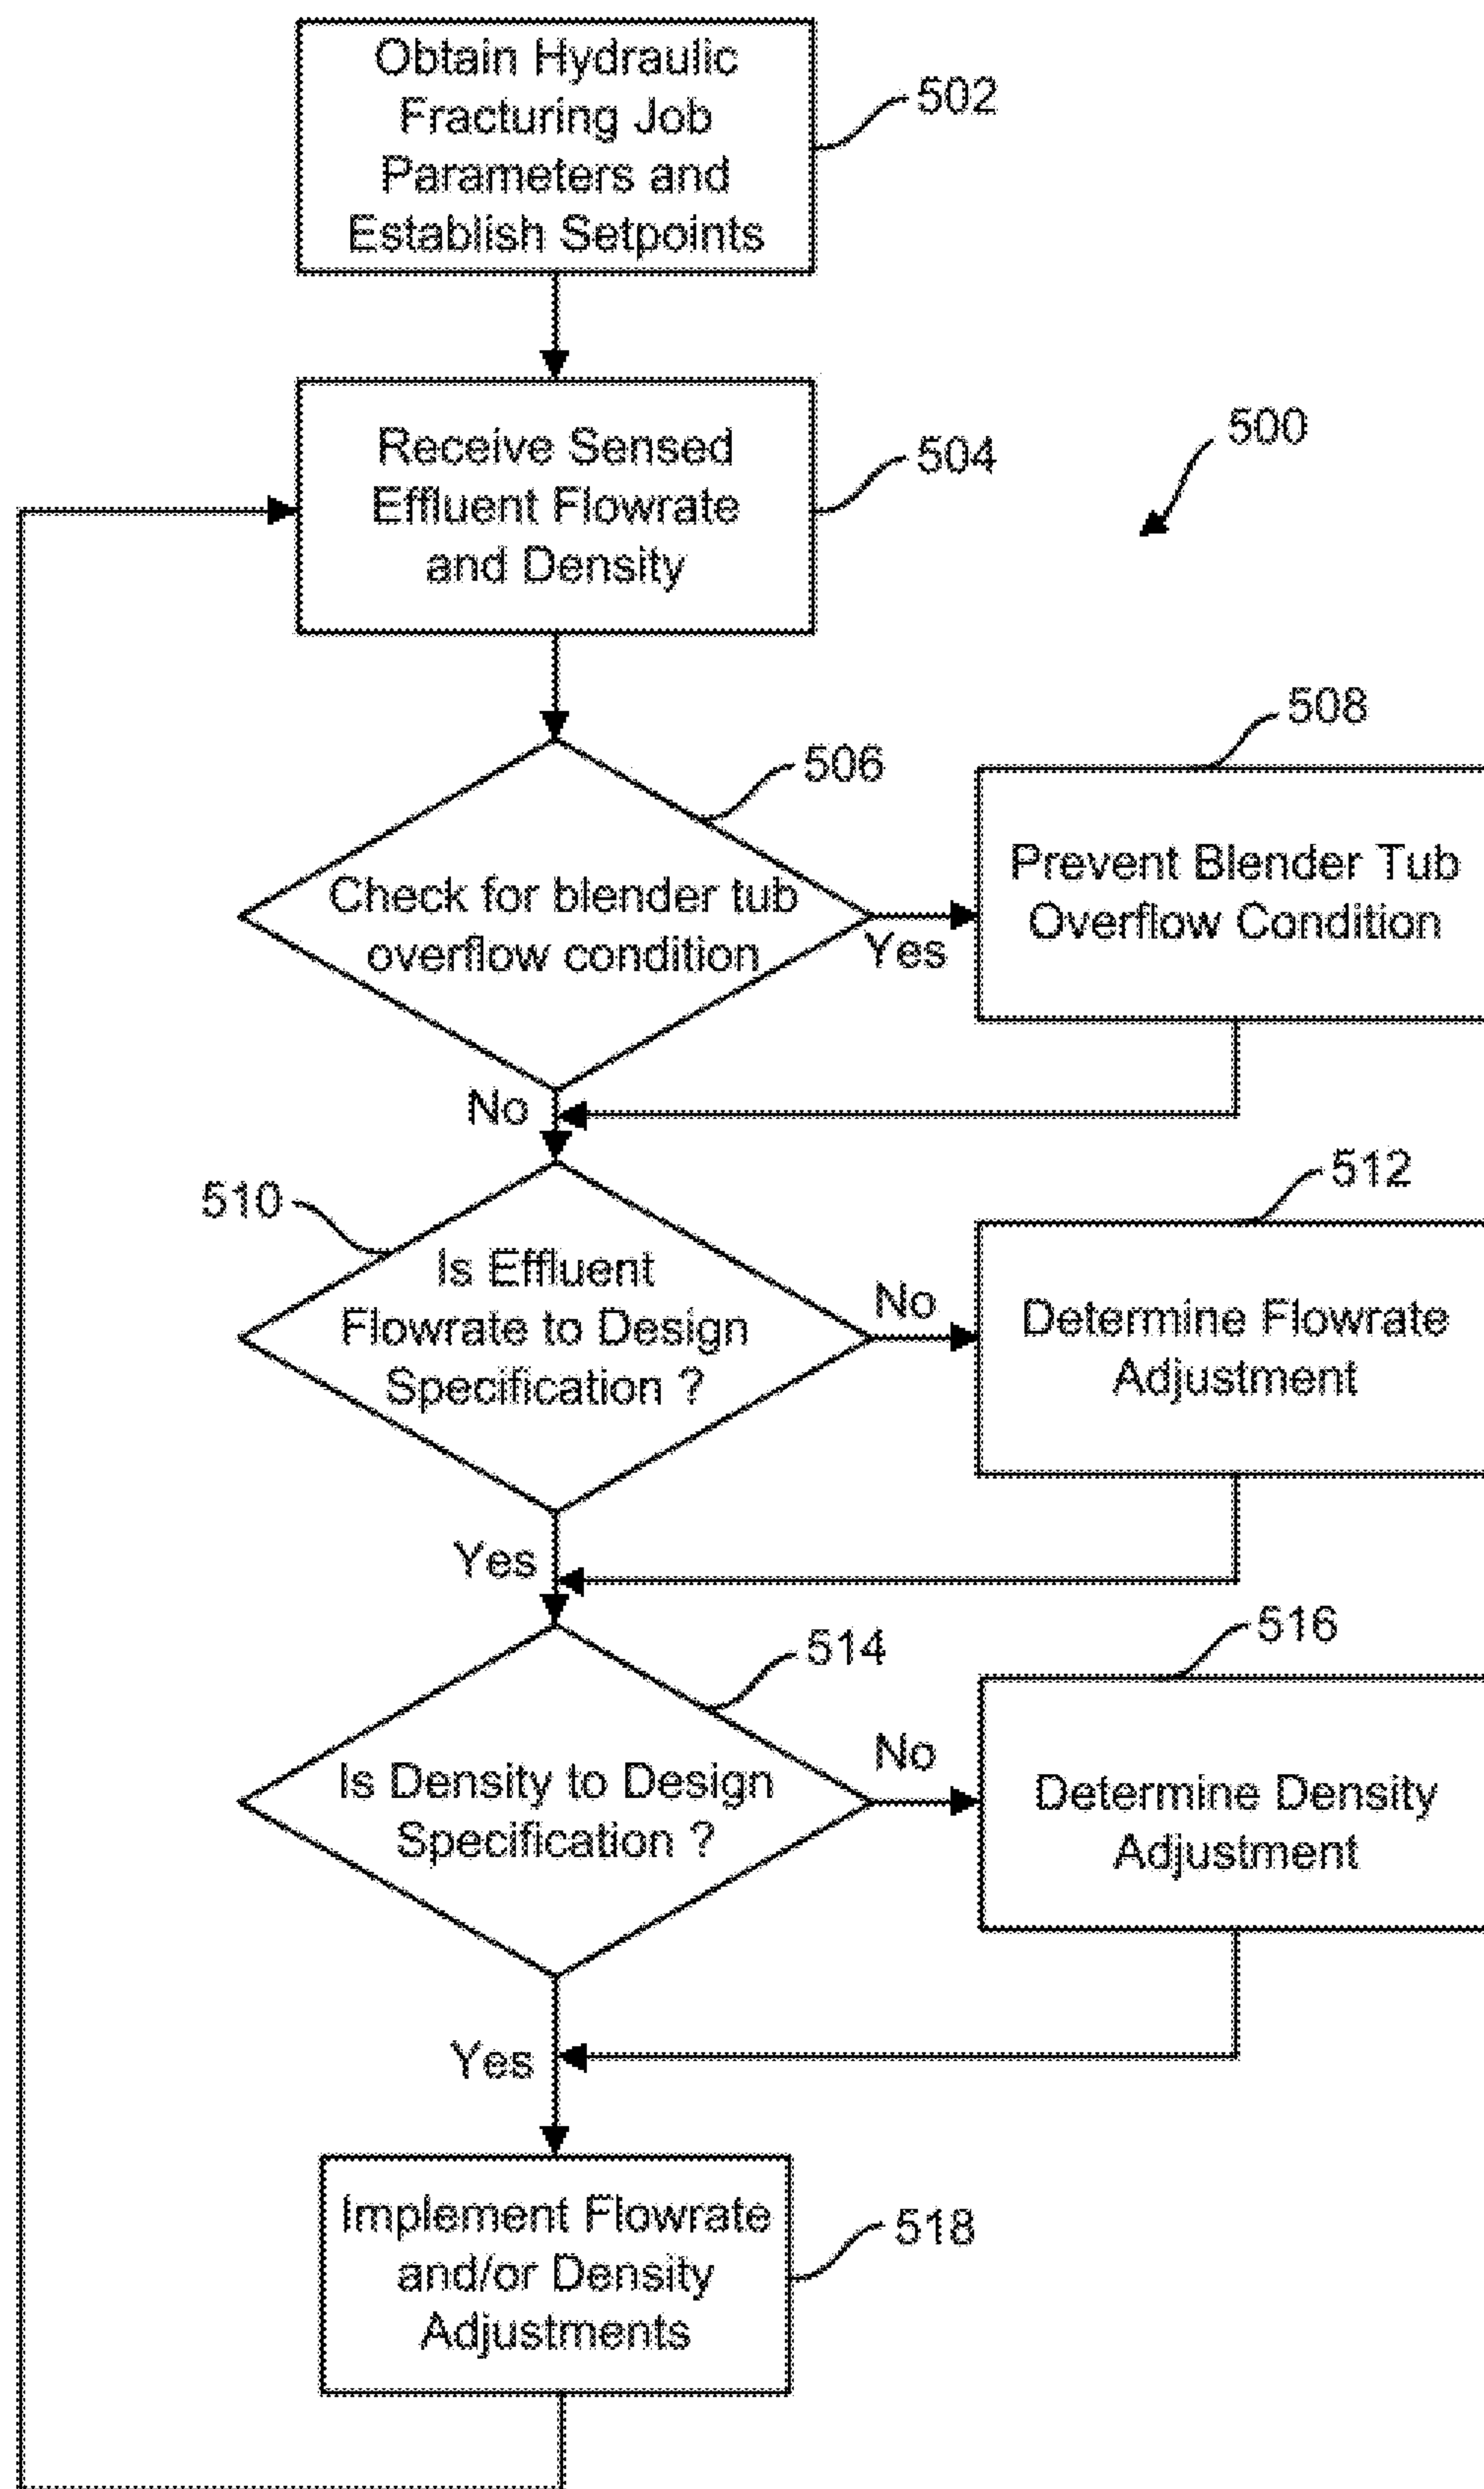 Obtain Hydraulic
Fracturing Job
Parameters and
Establish Setpoints
502
Receive Sensed
Effluent Flowrate
and Density
504
500
506
Check for blender tub
overflow condition
Yes
508
Prevent Blender Tub
Overflow Condition
No
510
Is Effluent
Flowrate to Design
Specification ?
No
512
Determine Flowrate
Adjustment
Yes
514
Is Density to Design
Specification ?
No
516
Determine Density
Adjustment
Yes
Implement Flowrate
and/or Density
Adjustments
518